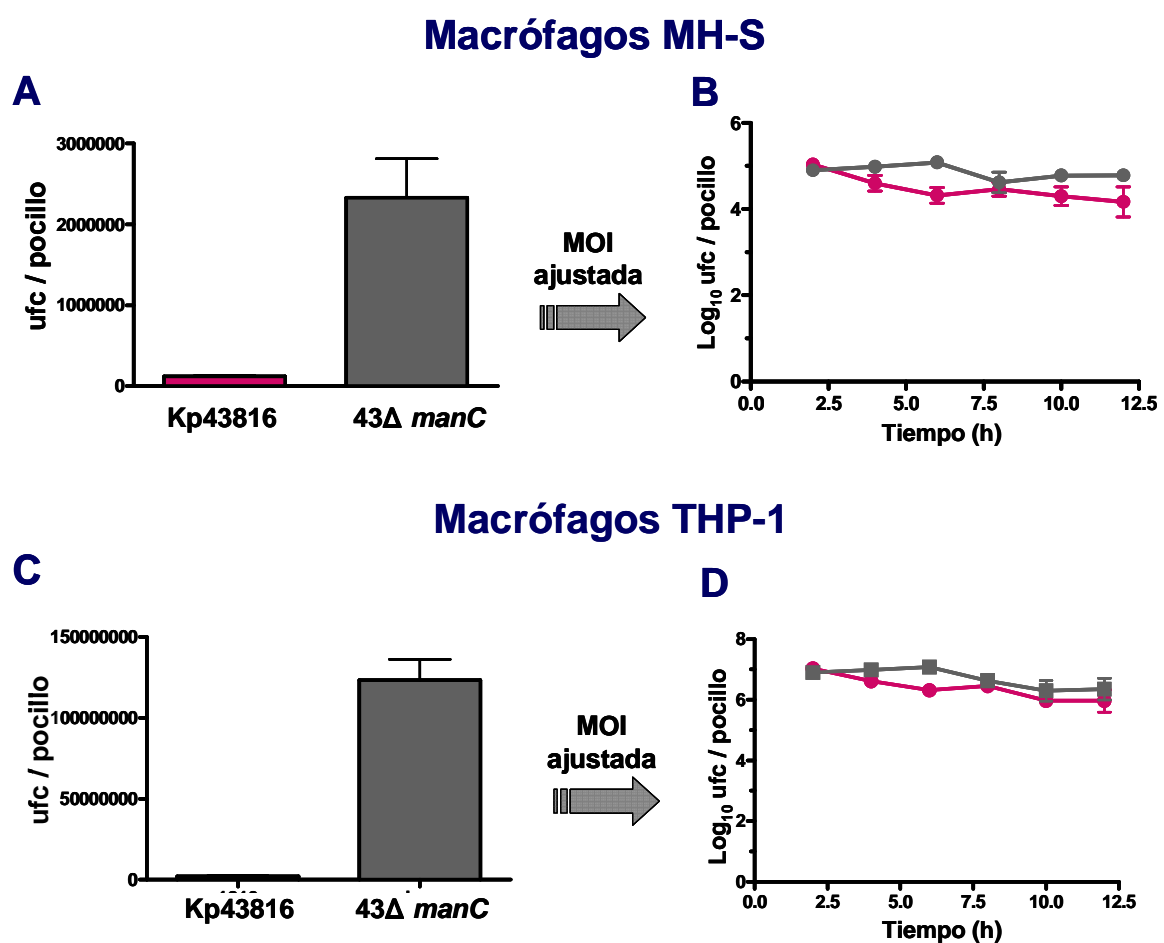 Macrófagos MH-S
A
ufc / pocillo
3000000
2000000
1000000
0
Kp43816
43Δ manC
MOI
ajustada
B
Log10 ufc / pocillo
6
4
2
0
0.0
2.5
5.0
7.5
10.0
12.5
Tiempo (h)
Macrófagos THP-1
C
ufc / pocillo
150000000
100000000
50000000
0
Kp43816
43Δ manC
MOI
ajustada
D
Log10 ufc / pocillo
8
6
4
2
0
0.0
2.5
5.0
7.5
10.0
12.5
Tiempo (h)